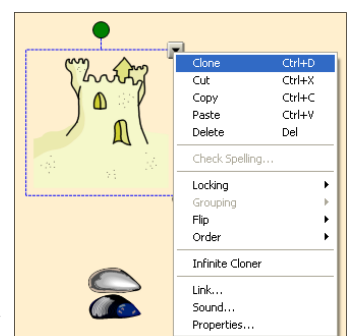 Clone Ctrl+D
Cut Ctrl+X
Copy Ctrl+C
Paste Ctrl+V
Delete Del
Check Spelling...
Locking
Grouping
Flip
Order
Infinite Cloner
Link...
Sound...
Properties...